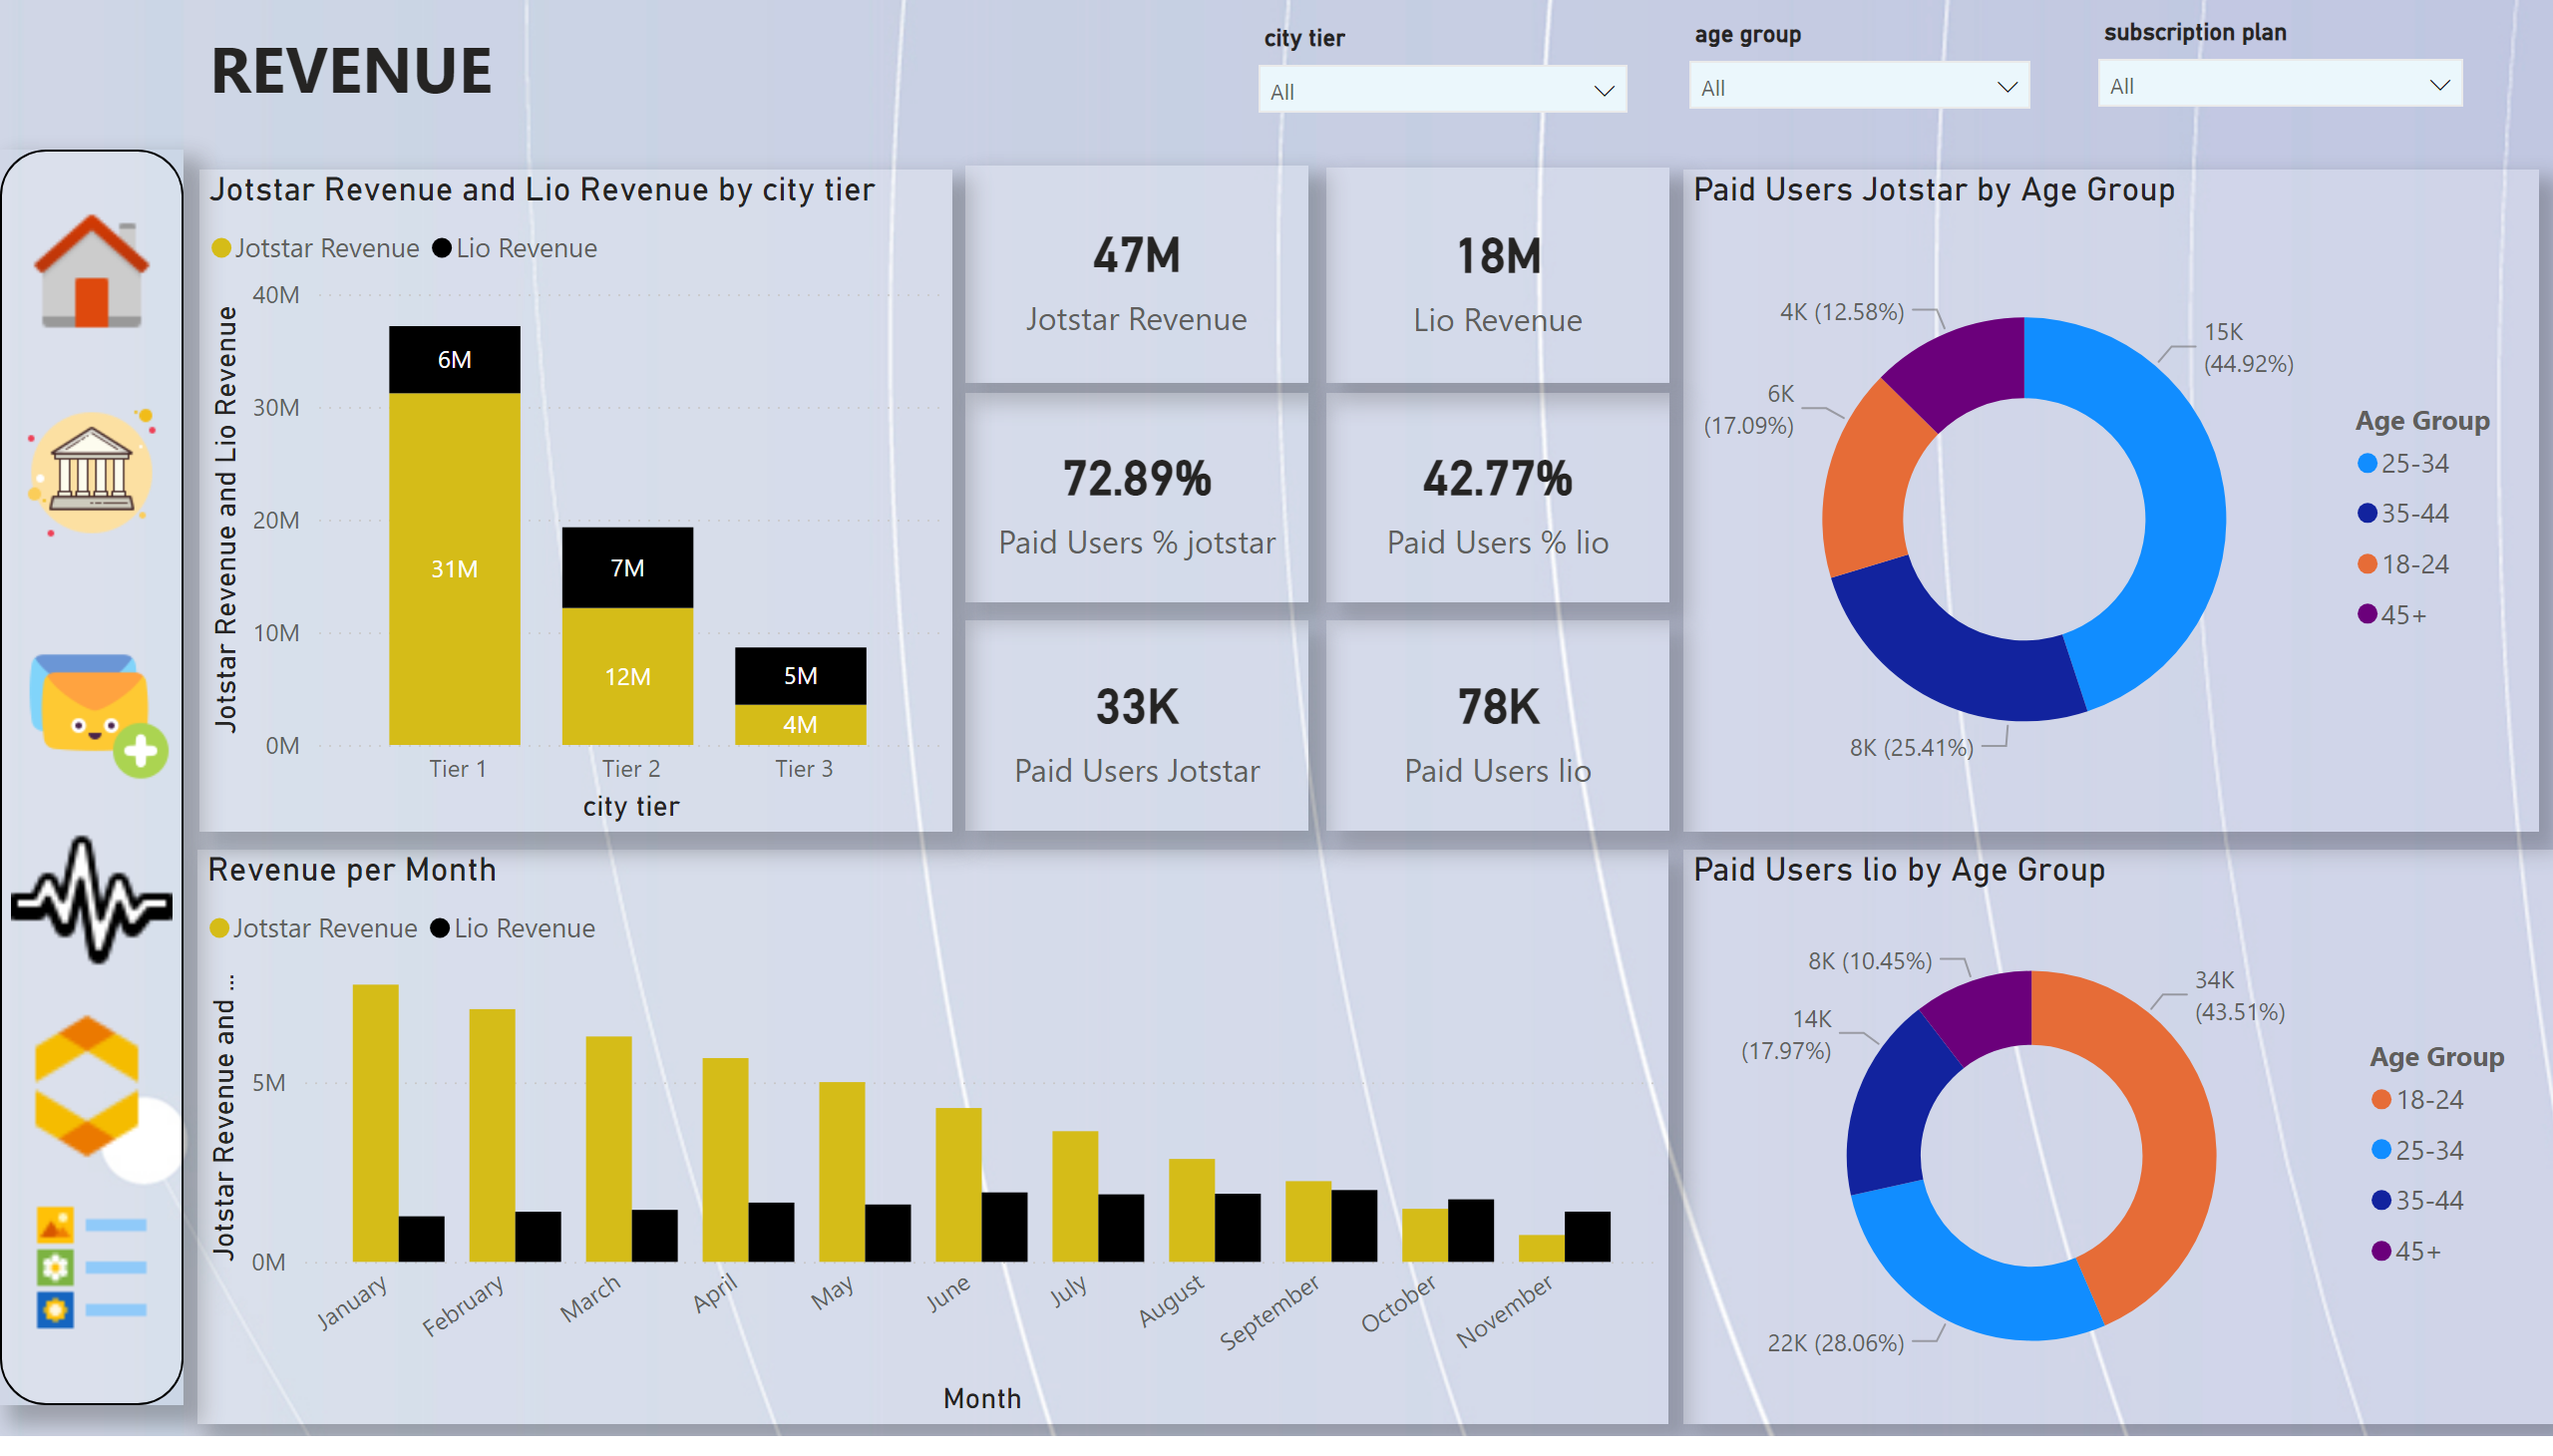 REVENUE
city tier
All
age group
All
subscription plan
All
Jotstar Revenue and Lio Revenue by city tier
Jotstar Revenue
Lio Revenue
Jotstar Revenue and Lio Revenue
40M
30M
20M
10M
0M
6M
31M
7M
12M
5M
4M
Tier 1
Tier 2
Tier 3
city tier
47M
Jotstar Revenue
18M
Lio Revenue
72.89%
Paid Users % jotstar
42.77%
Paid Users % lio
33K
Paid Users Jotstar
78K
Paid Users lio
Paid Users Jotstar by Age Group
4K (12.58%)
15K
(44.92%)
6K
(17.09%)
8K (25.41%)
Age Group
25-34
35-44
18-24
45+
Revenue per Month
Jotstar Revenue
Lio Revenue
Jotstar Revenue and ...
5M
0M
January
February
March
April
May
June
July
August
September
October
November
Month
Paid Users lio by Age Group
8K (10.45%)
34K
(43.51%)
14K
(17.97%)
22K (28.06%)
Age Group
18-24
25-34
35-44
45+